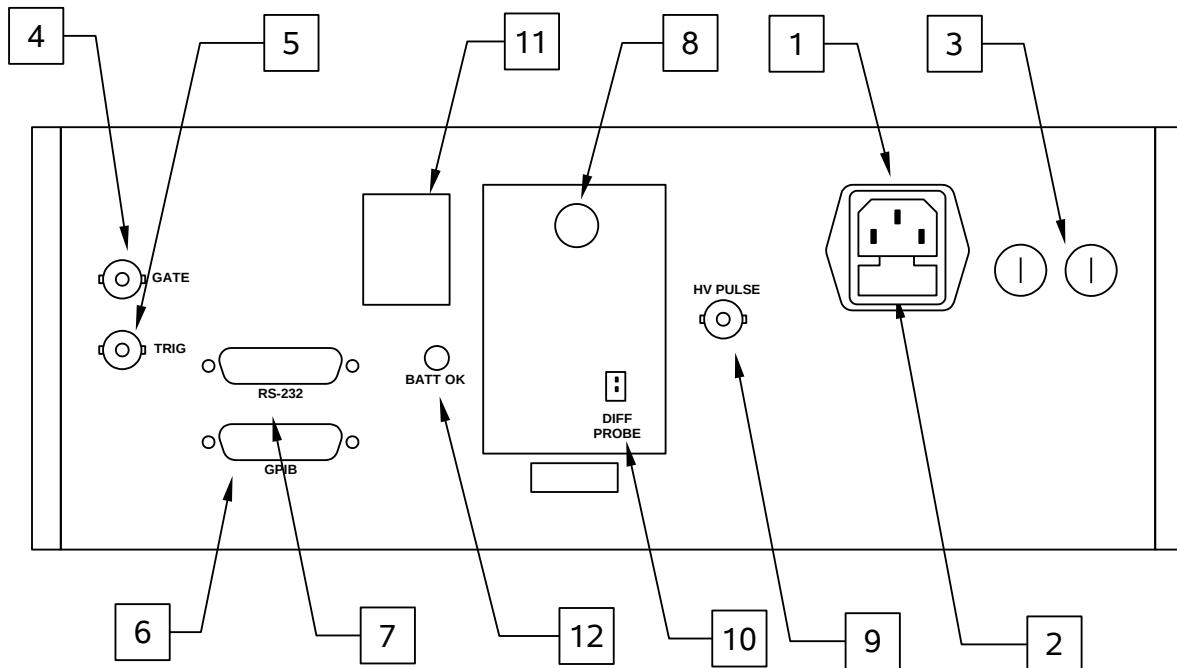 4
5
11
8
1
3
GATE
TRIG
HV PULSE
BATT OK
RS-232
DIFF
PROBE
GPIB
6
7
12
10
9
2